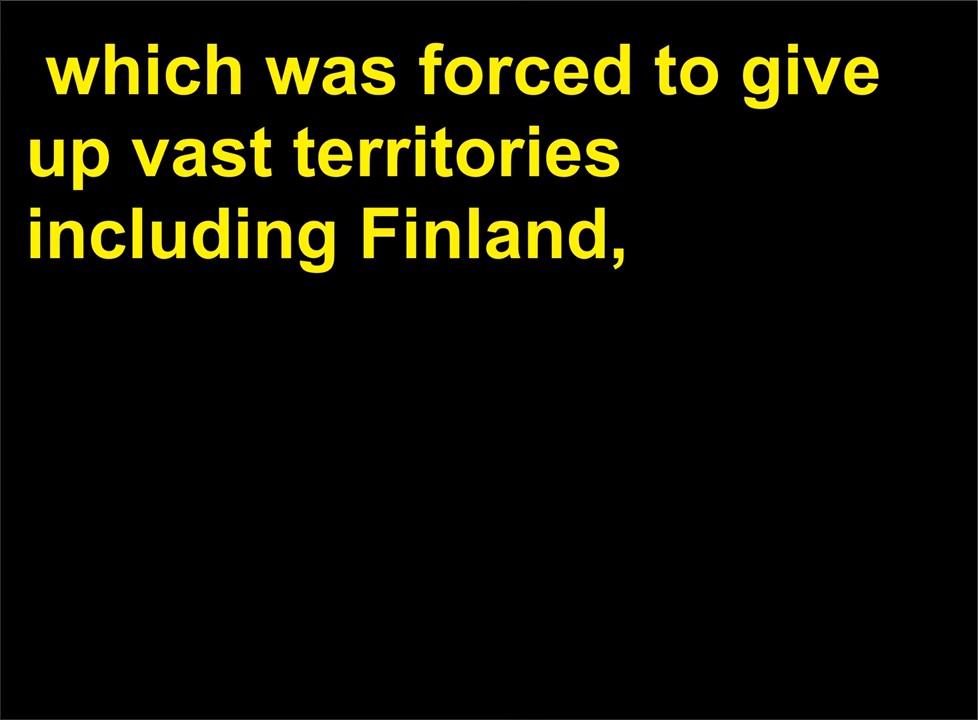 which was forced to give
up vast territories
including Finland,